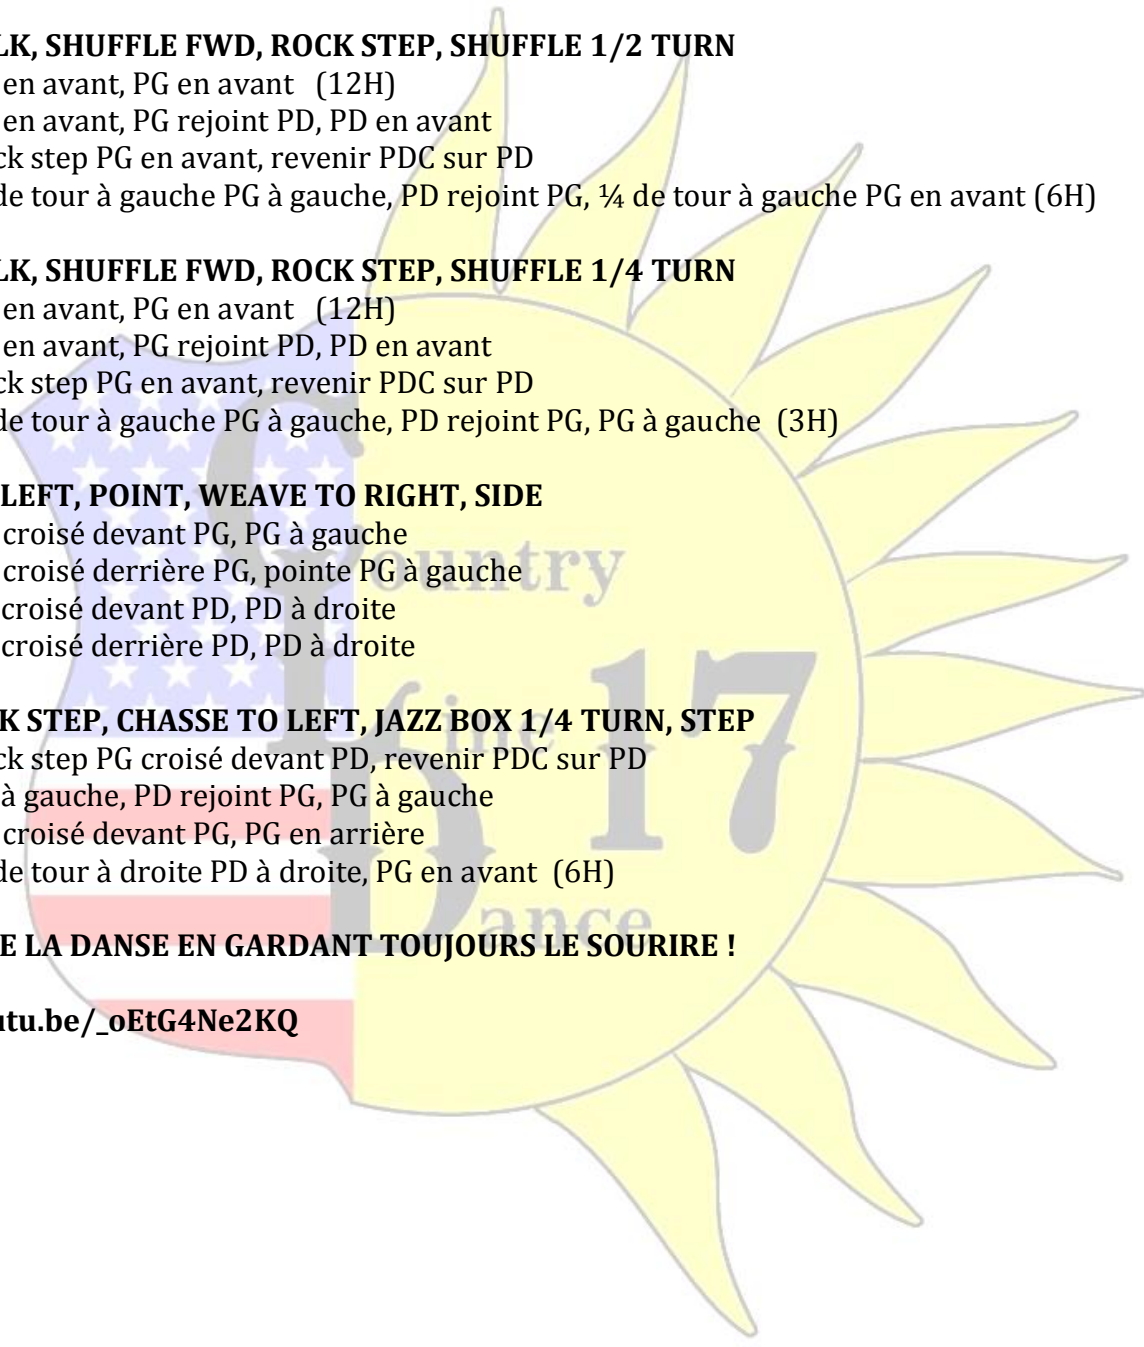 LK, SHUFFLE FWD, ROCK STEP, SHUFFLE 1/2 TURN
en avant, PG en avant (12H)
en avant, PG rejoint PD, PD en avant
ck step PG en avant, revenir PDC sur PD
de tour à gauche PG à gauche, PD rejoint PG, ¼ de tour à gauche PG en avant (6H)
LK, SHUFFLE FWD, ROCK STEP, SHUFFLE 1/4 TURN
en avant, PG en avant (12H)
en avant, PG rejoint PD, PD en avant
ck step PG en avant, revenir PDC sur PD
de tour à gauche PG à gauche, PD rejoint PG, PG à gauche (3H)
LEFT, POINT, WEAVE TO RIGHT, SIDE
croisé devant PG, PG à gauche
croisé derrière PG, pointe PG à gauche
croisé devant PD, PD à droite
croisé derrière PD, PD à droite
K STEP, CHASSE TO LEFT, JAZZ BOX 1/4 TURN, STEP
ck step PG croisé devant PD, revenir PDC sur PD
à gauche, PD rejoint PG, PG à gauche
croisé devant PG, PG en arrière
de tour à droite PD à droite, PG en avant (6H)
E LA DANSE EN GARDANT TOUJOURS LE SOURIRE !
utu.be/_oEtG4Ne2KQ
Country
Line 17
Dance